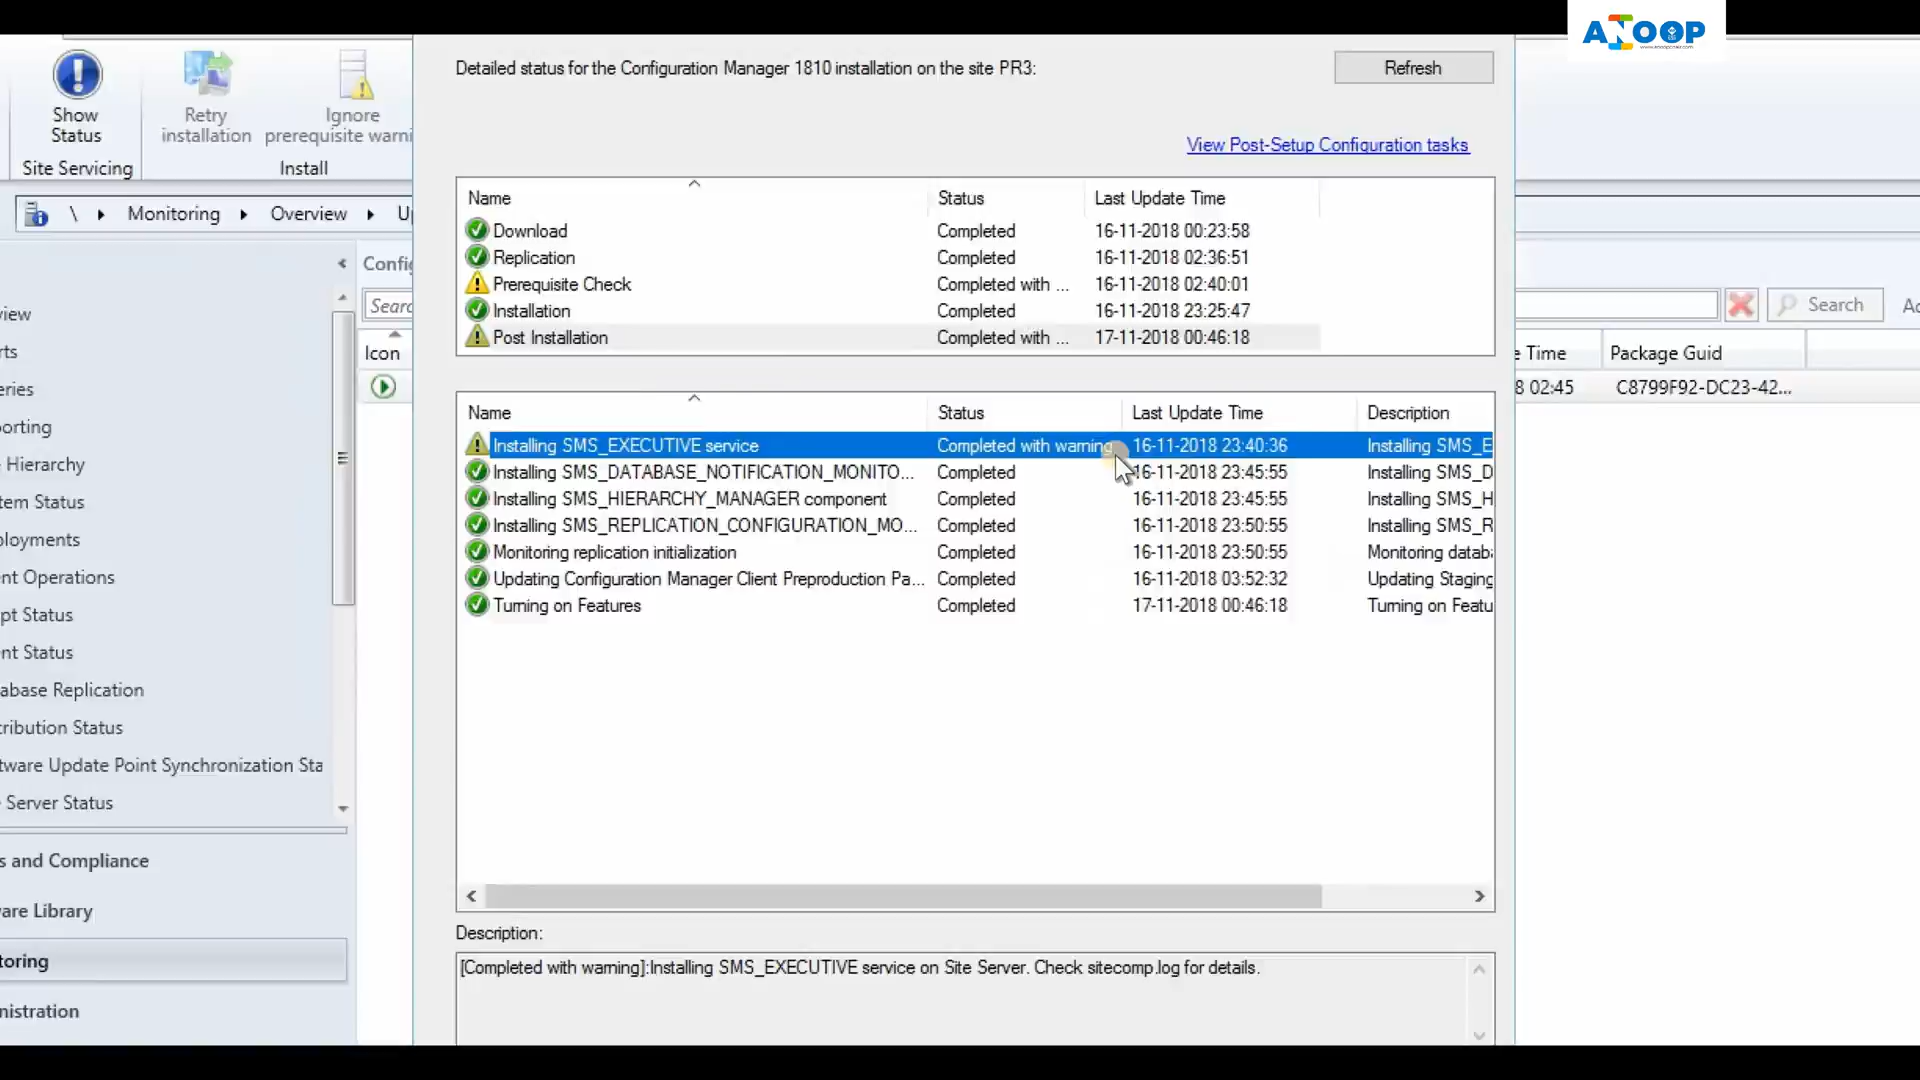 ANOOP
Detailed status for the Configuration Manager 1810 installation on the site PR3:
Refresh
Show
Status
Retry
installation
Ignore
prerequisite warni
Site Servicing
Install
View Post-Setup Configuration tasks
\ Monitoring Overview U
Name Status Last Update Time
Download Completed 16-11-2018 00:23:58
Replication Completed 16-11-2018 02:36:51
Prerequisite Check Completed with ... 16-11-2018 02:40:01
Installation Completed 16-11-2018 23:25:47
Post Installation Completed with ... 17-11-2018 00:46:18
Config
Searc
Icon
Search
Ac
e Time Package Guid
8 02:45 C8799F92-DC23-42...
Name Status Last Update Time Description
Installing SMS_EXECUTIVE service Completed with warning 16-11-2018 23:40:36 Installing SMS_E
Installing SMS_DATABASE_NOTIFICATION_MONITO... Completed 16-11-2018 23:45:55 Installing SMS_D
Installing SMS_HIERARCHY_MANAGER component Completed 16-11-2018 23:45:55 Installing SMS_H
Installing SMS_REPLICATION_CONFIGURATION_MO... Completed 16-11-2018 23:50:55 Installing SMS_R
Monitoring replication initialization Completed 16-11-2018 23:50:55 Monitoring databa
Updating Configuration Manager Client Preproduction Pa... Completed 16-11-2018 03:52:32 Updating Staging
Turning on Features Completed 17-11-2018 00:46:18 Turning on Featu
view
rts
eries
orting
Hierarchy
tem Status
loyments
nt Operations
pt Status
nt Status
abase Replication
tribution Status
tware Update Point Synchronization Sta
Server Status
s and Compliance
are Library
toring
nistration
Description:
[Completed with warning]:Installing SMS_EXECUTIVE service on Site Server. Check sitecomp.log for details.